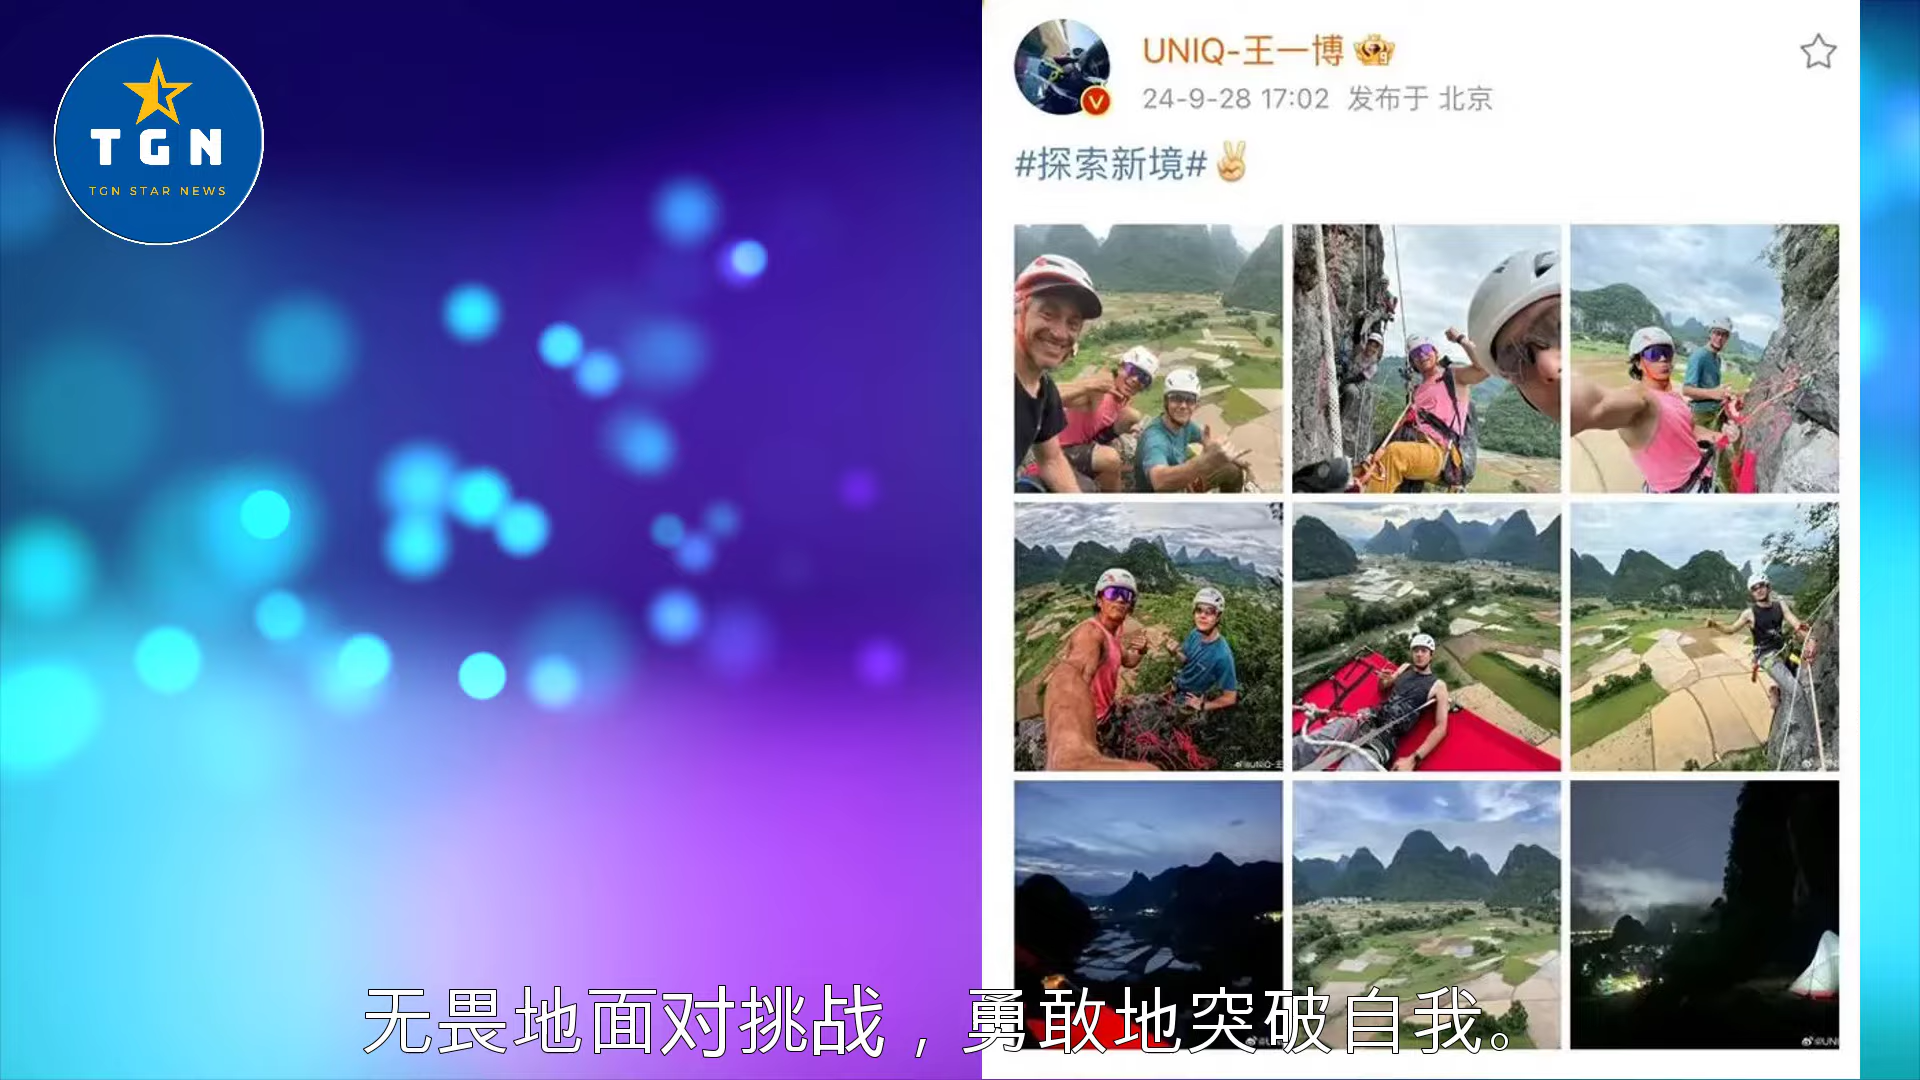 TGN
TGN STAR NEWS
UNIQ-王一博
24-9-28 17:02 发布于 北京
#探索新境#✌
无畏地面对挑战，勇敢地突破自我。